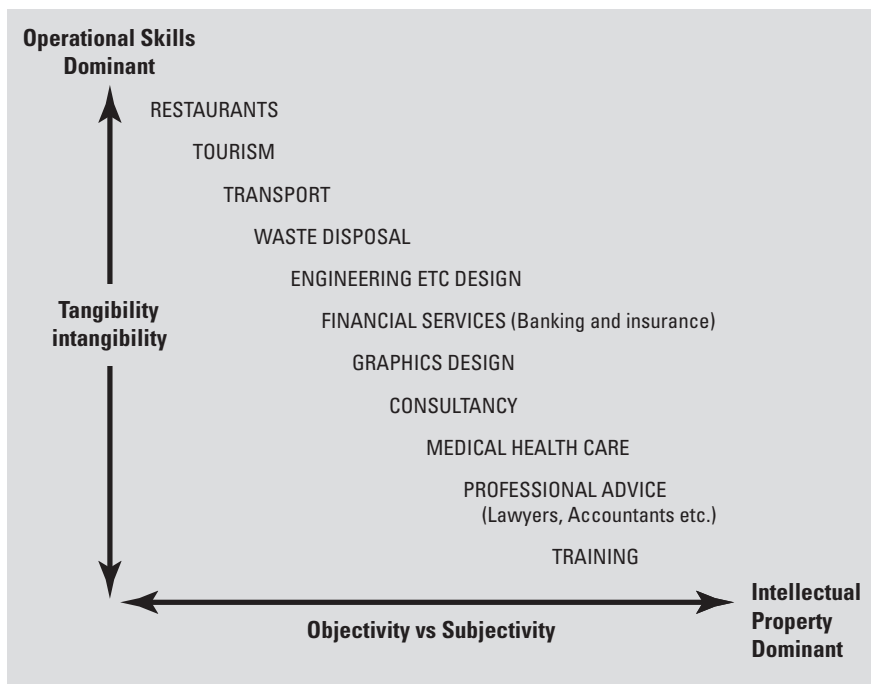 Operational Skills
Dominant
RESTAURANTS
TOURISM
TRANSPORT
WASTE DISPOSAL
ENGINEERING ETC DESIGN
Tangibility
intangibility
FINANCIAL SERVICES (Banking and insurance)
GRAPHICS DESIGN
CONSULTANCY
MEDICAL HEALTH CARE
PROFESSIONAL ADVICE
(Lawyers, Accountants etc.)
TRAINING
Objectivity vs Subjectivity
Intellectual
Property
Dominant